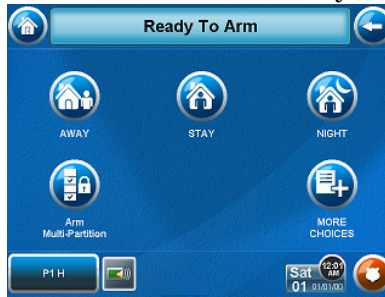 Ready To Arm
AWAY
STAY
NIGHT
Arm
Multi-Partition
MORE
CHOICES
P1 H
Sat
01
12:01
AM
01/01/00